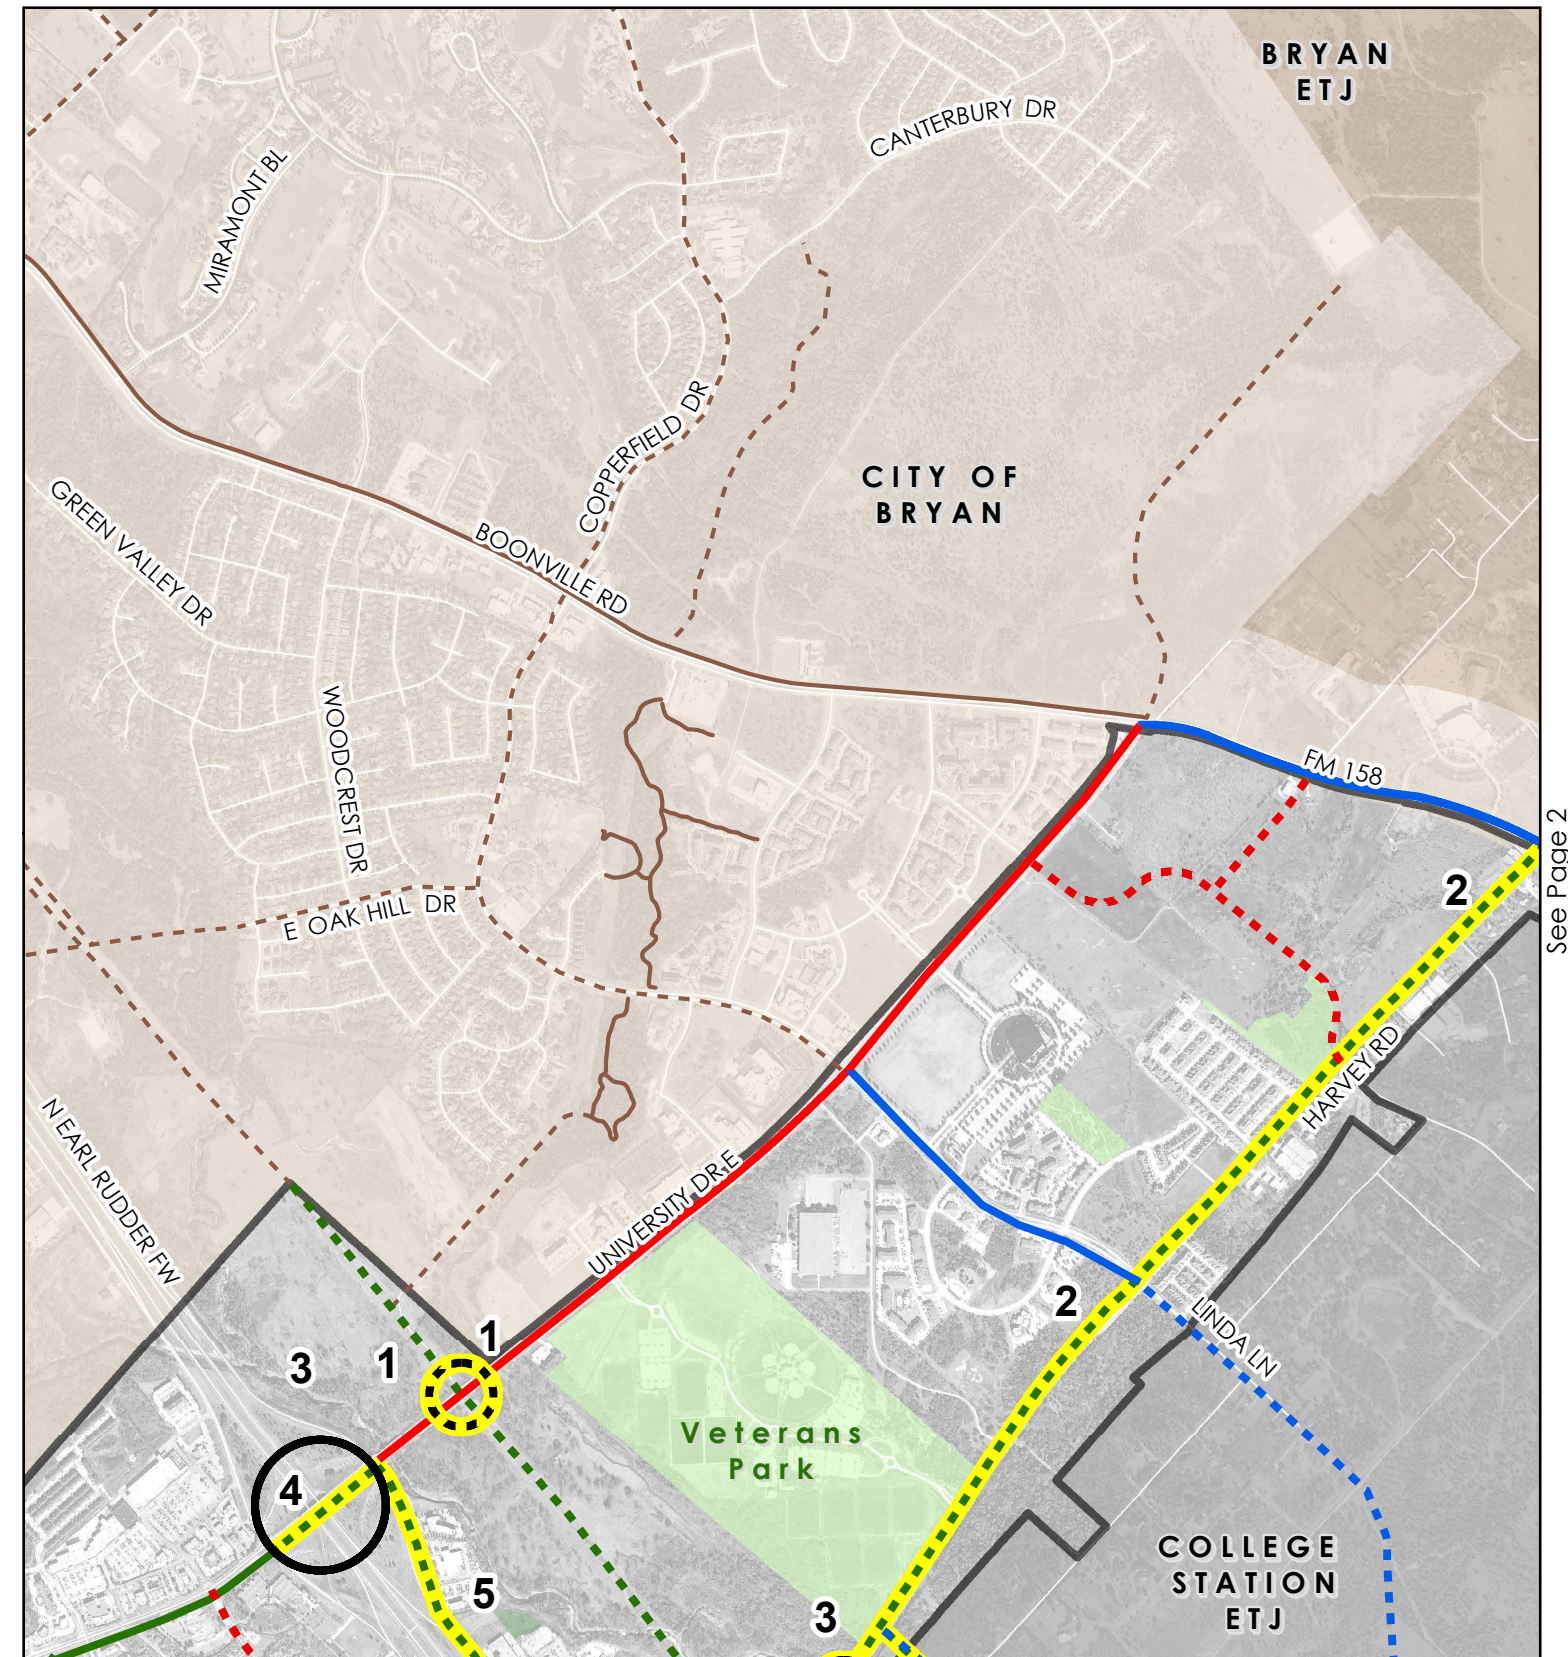 BRYAN
ETJ
CANTERBURY DR
MIRAMONT BL
COPPERFIELD DR
CITY OF
BRYAN
GREEN VALLEY DR
BOONVILLE RD
WOODCREST DR
FM 158
See Page 2
2
E OAK HILL DR
HARVEY RD
N EARL RUDDER FW
UNIVERSITY DR E
2
LINDA LN
1
3
1
Veterans
Park
4
COLLEGE
STATION
ETJ
5
3